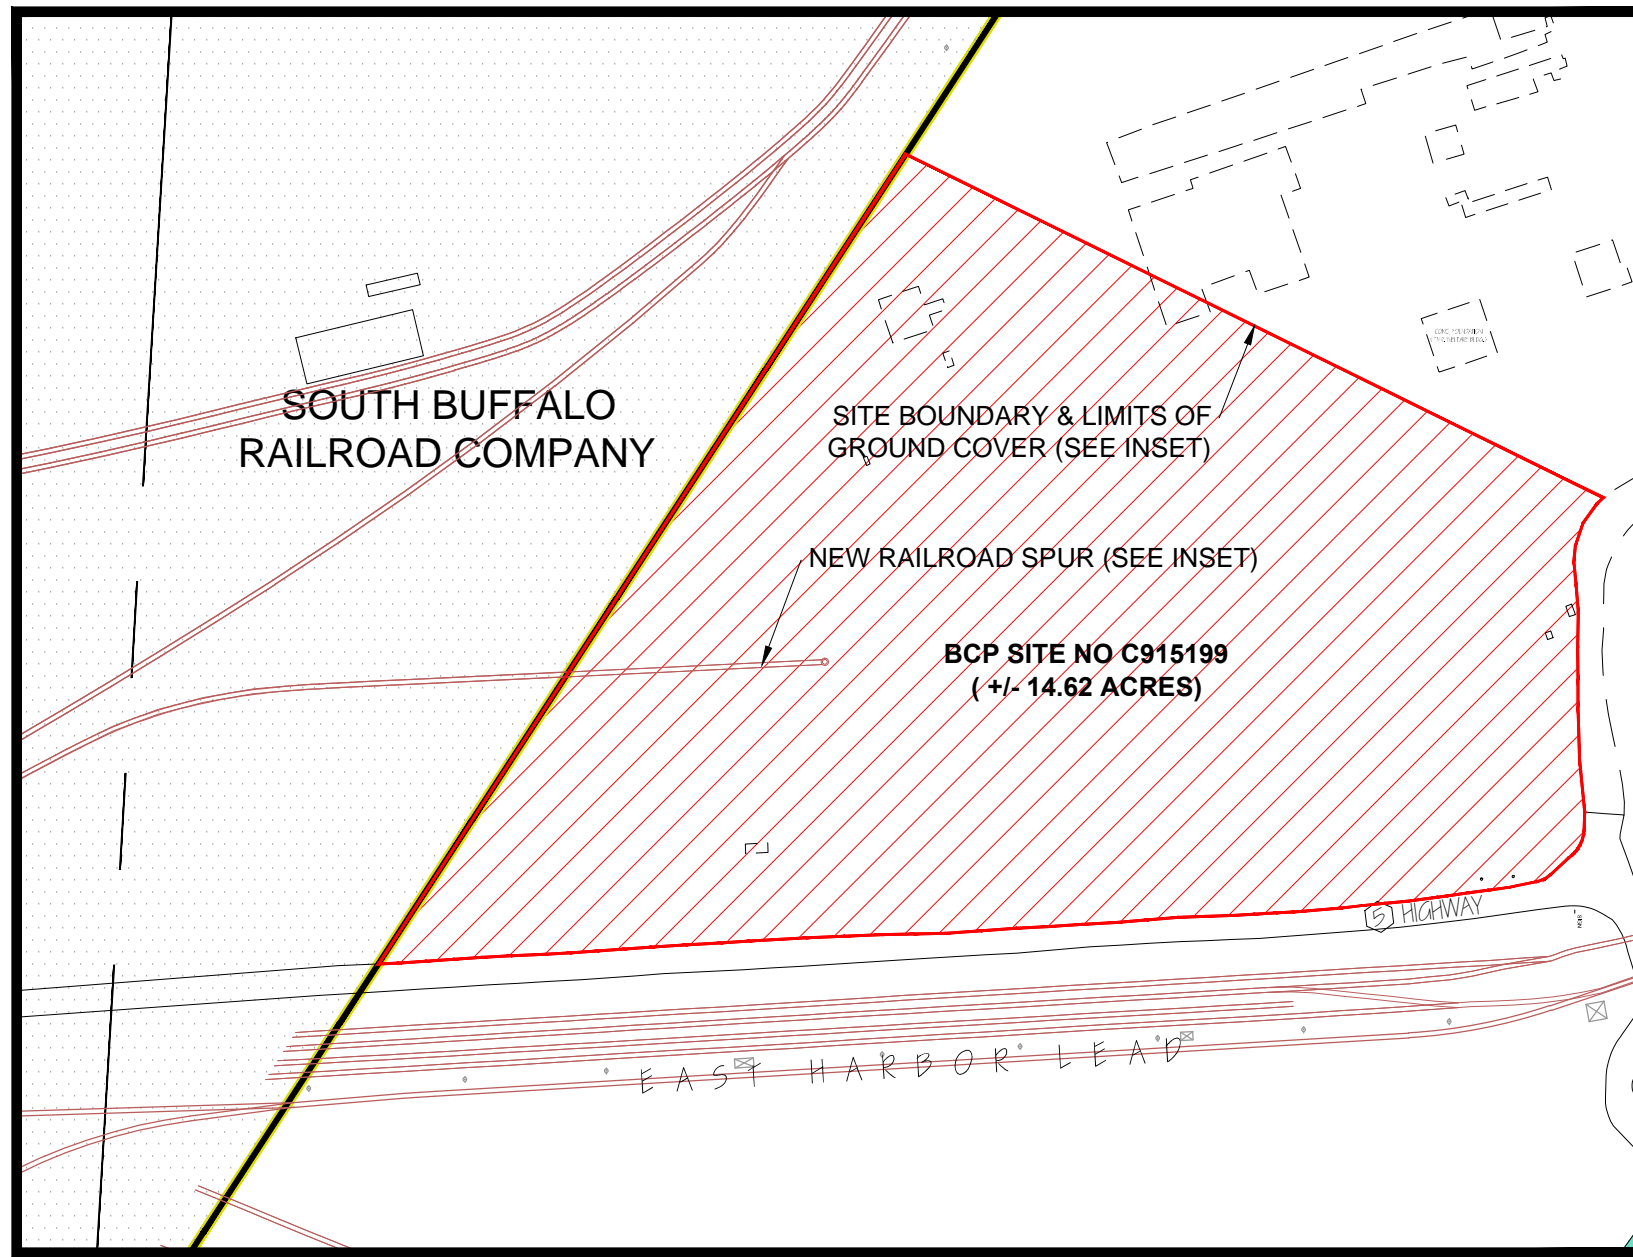 SOUTH BUFFALO
RAILROAD COMPANY
SITE BOUNDARY & LIMITS OF
GROUND COVER (SEE INSET)
NEW RAILROAD SPUR (SEE INSET)
BCP SITE NO C915199
( +/- 14.62 ACRES)
5 HIGHWAY
EAST HARBOR LEAD